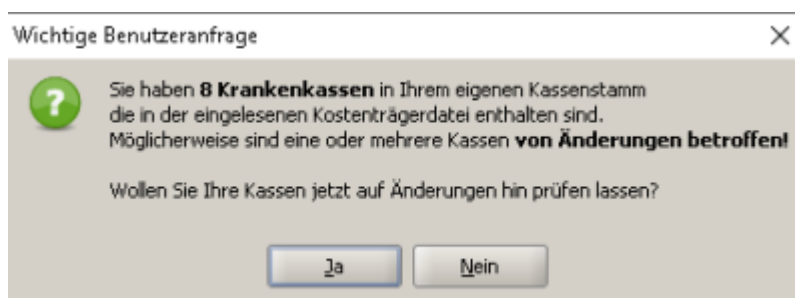 Wichtige Benutzeranfrage
Sie haben 8 Krankenkassen in Ihrem eigenen Kassenstamm
die in der eingelesenen Kostenträgerdatei enthalten sind.
Möglicherweise sind eine oder mehrere Kassen von Änderungen betroffen!
Wollen Sie Ihre Kassen jetzt auf Änderungen hin prüfen lassen?
Ja
Nein